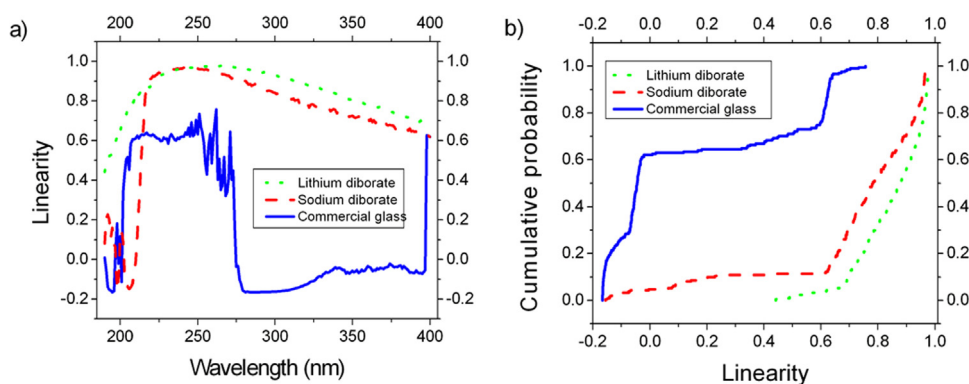 a)
200 250 300 350 400
1.0 1.0
0.8 0.8
0.6 0.6
0.4 0.4
0.2 0.2
0.0 0.0
-0.2 -0.2
Linearity
Lithium diborate
Sodium diborate
Commercial glass
200 250 300 350 400
Wavelength (nm)
b)
-0.2 0.0 0.2 0.4 0.6 0.8 1.0
1.0 1.0
0.8 0.8
0.6 0.6
0.4 0.4
0.2 0.2
0.0 0.0
Cumulative probability
Lithium diborate
Sodium diborate
Commercial glass
-0.2 0.0 0.2 0.4 0.6 0.8 1.0
Linearity